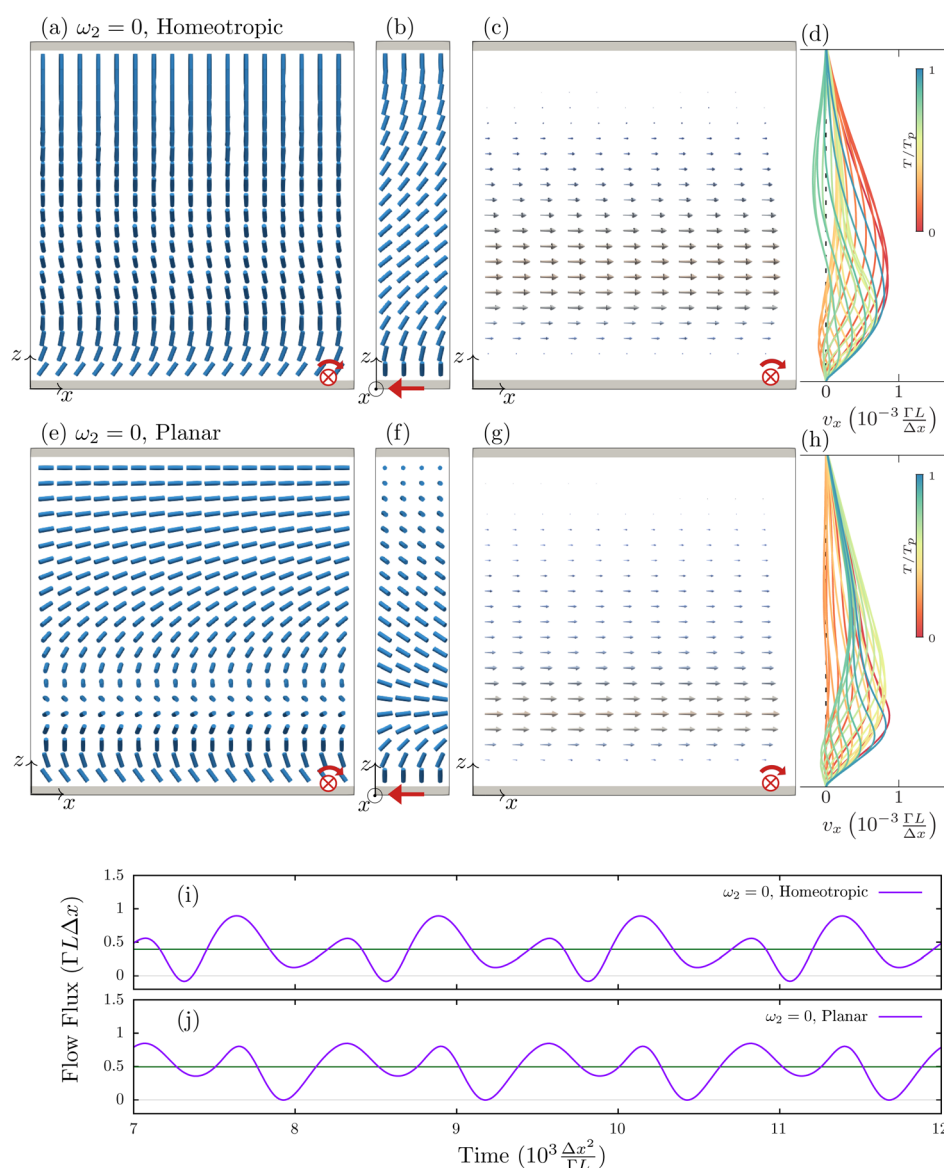 (a) ω₂ = 0, Homeotropic
(b)
(c)
(d)
1
T/Tₚ
0
z
x
z
x
0 1
vₓ (10⁻³ ΓL/Δx)
(e) ω₂ = 0, Planar
(f)
(g)
(h)
1
T/Tₚ
0
z
x
z
x
0 1
vₓ (10⁻³ ΓL/Δx)
Flow Flux (ΓLΔx)
(i)
ω₂ = 0, Homeotropic
1.5
1
0.5
0
(j)
ω₂ = 0, Planar
1.5
1
0.5
0
7 8 9 10 11 12
Time (10³ Δx²/ΓL)